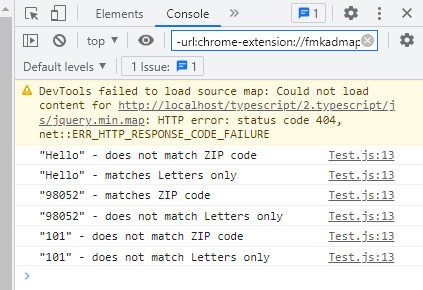 Elements Console » 1
top ▼ -url:chrome-extension://fmkadmap
Default levels ▼ 1 Issue: 1
DevTools failed to load source map: Could not load
content for http://localhost/typescript/2.typescript/j
s/jquery.min.map: HTTP error: status code 404,
net::ERR_HTTP_RESPONSE_CODE_FAILURE
"Hello" - does not match ZIP code Test.js:13
"Hello" - matches Letters only Test.js:13
"98052" - matches ZIP code Test.js:13
"98052" - does not match Letters only Test.js:13
"101" - does not match ZIP code Test.js:13
"101" - does not match Letters only Test.js:13